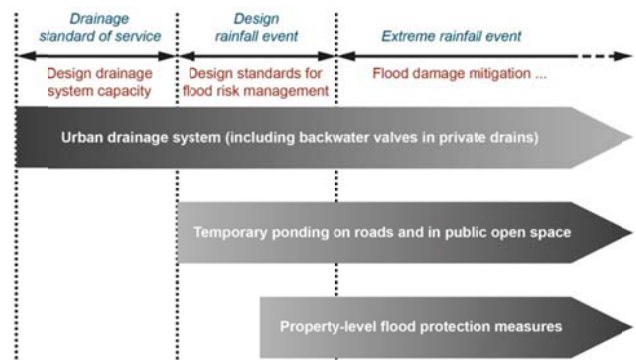 Drainage
standard of service
Design
rainfall event
Extreme rainfall event
Design drainage
system capacity
Design standards for
flood risk management
Flood damage mitigation ...
Urban drainage system (including backwater valves in private drains)
Temporary ponding on roads and in public open space
Property-level flood protection measures